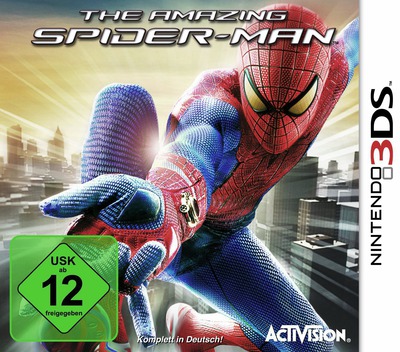 THE AMAZING
SPIDER-MAN
NINTENDO 3DS
USK
ab
12
freigegeben
Komplett in Deutsch!
ACTIVISION.